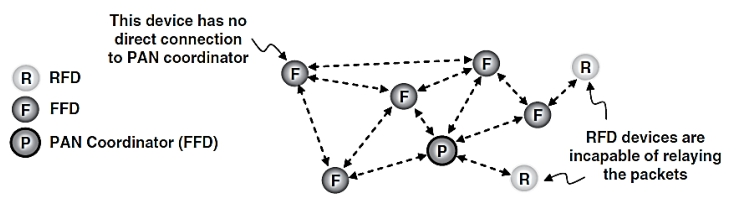 This device has no
direct connection
to PAN coordinator
R RFD
F FFD
P PAN Coordinator (FFD)
F
F
R
F
F
P
F
R
RFD devices are
incapable of relaying
the packets